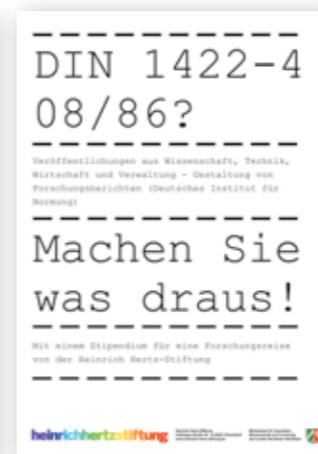 DIN 1422-4
08/86?
Veröffentlichungen aus Wissenschaft, Technik,
Wirtschaft und Verwaltung - Gestaltung von
Forschungsberichten (Deutsches Institut für
Normung)
Machen Sie
was draus!
Mit einem Stipendium für eine Forschungsreise
von der Heinrich Hertz-Stiftung
heinrichhertzstiftung